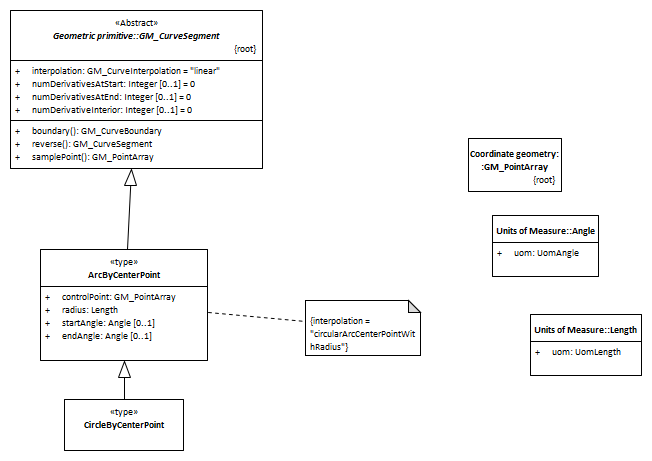 «Abstract»
Geometric primitive::GM_CurveSegment
{root}
+ interpolation: GM_CurveInterpolation = "linear"
+ numDerivativesAtStart: Integer [0..1] = 0
+ numDerivativesAtEnd: Integer [0..1] = 0
+ numDerivativeInterior: Integer [0..1] = 0
+ boundary(): GM_CurveBoundary
+ reverse(): GM_CurveSegment
+ samplePoint(): GM_PointArray
Coordinate geometry:
:GM_PointArray
{root}
Units of Measure::Angle
+ uom: UomAngle
«type»
ArcByCenterPoint
+ controlPoint: GM_PointArray
+ radius: Length
+ startAngle: Angle [0..1]
+ endAngle: Angle [0..1]
{interpolation =
"circularArcCenterPointWit
hRadius"}
Units of Measure::Length
+ uom: UomLength
«type»
CircleByCenterPoint